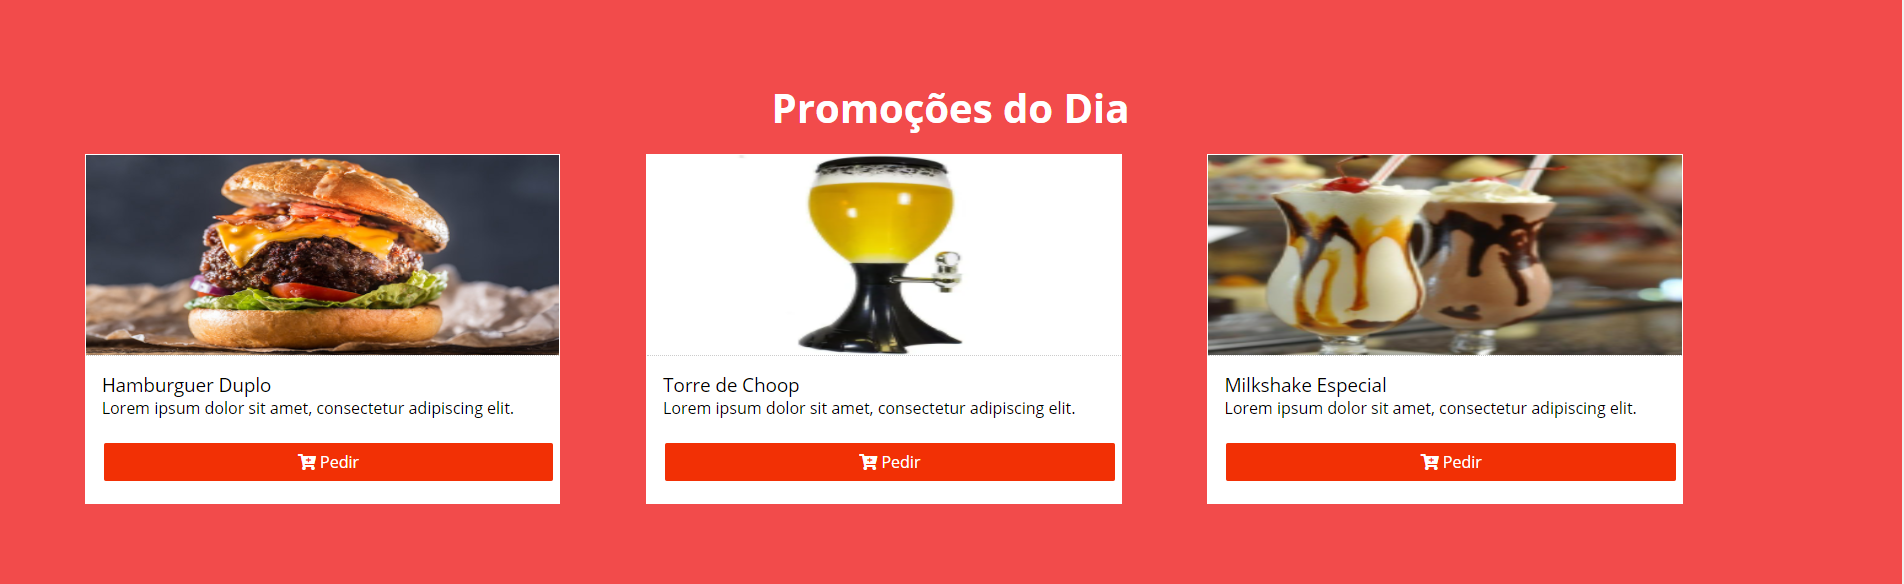 Promoções do Dia
Hamburguer Duplo
Lorem ipsum dolor sit amet, consectetur adipiscing elit.
Pedir
Torre de Choop
Lorem ipsum dolor sit amet, consectetur adipiscing elit.
Pedir
Milkshake Especial
Lorem ipsum dolor sit amet, consectetur adipiscing elit.
Pedir